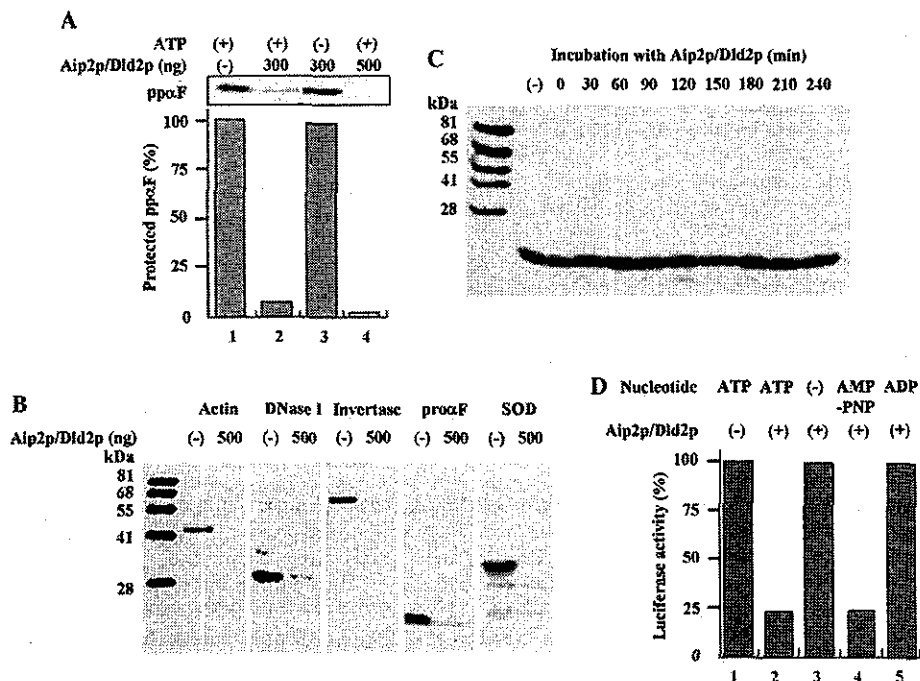 A
ATP (+) (+) (-) (+)
Aip2p/Dld2p (ng) (-) 300 300 500
ppαF
Protected ppαF (%)
100
75
50
25
0
1 2 3 4
C
Incubation with Aip2p/Dld2p (min)
(-) 0 30 60 90 120 150 180 210 240
kDa
81
68
55
41
28
B
Actin DNase I Invertase proαF SOD
Aip2p/Dld2p (ng) (-) 500 (-) 500 (-) 500 (-) 500 (-) 500
kDa
81
68
55
41
28
D
Nucleotide ATP ATP (-) AMP-PNP ADP
Aip2p/Dld2p (-) (+) (+) (+) (+)
Luciferase activity (%)
100
75
50
25
0
1 2 3 4 5